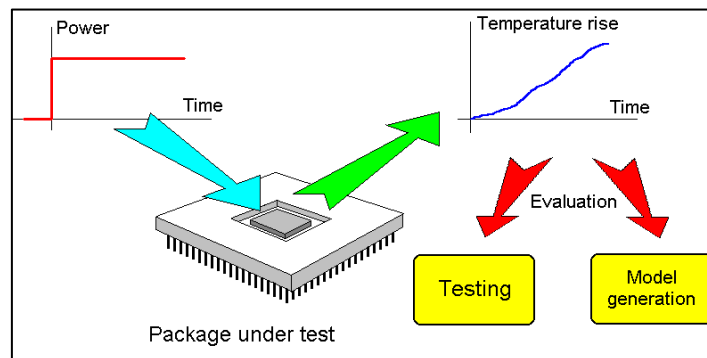 Power
Time
Temperature rise
Time
Evaluation
Testing
Model
generation
Package under test